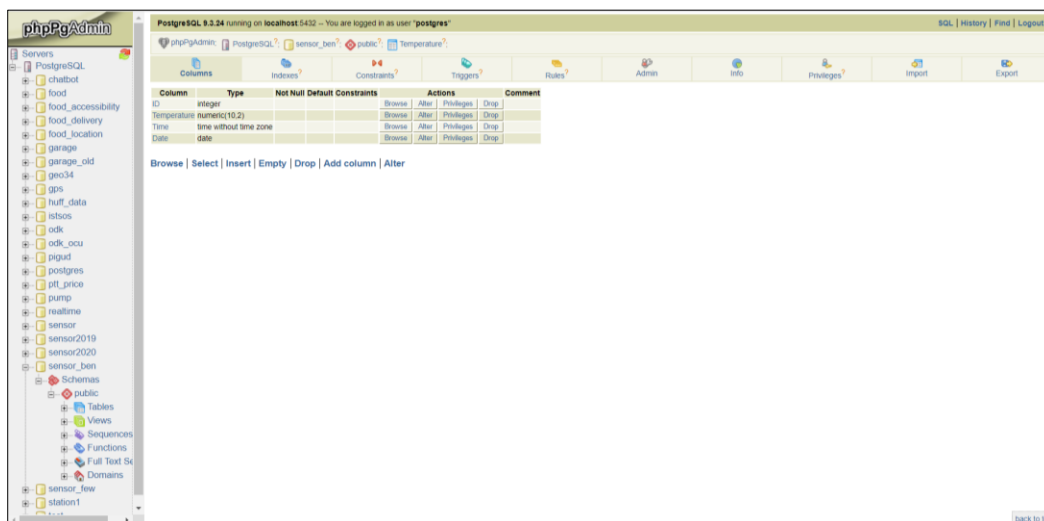 phpPgAdmin
Servers
PostgreSQL
chatbot
food
food_accessibility
food_delivery
food_location
garage
garage_old
geo34
gps
huff_data
istsos
odk
odk_ocu
pigud
postgres
ptt_price
pump
realtime
sensor
sensor2019
sensor2020
sensor_ben
Schemas
public
Tables
Views
Sequences
Functions
Full Text Se
Domains
sensor_few
station1
PostgreSQL 9.3.24 running on localhost:5432 -- You are logged in as user "postgres"
SQL | History | Find | Logout
phpPgAdmin: PostgreSQL?: sensor_ben?: public?: Temperature?:
Columns Indexes? Constraints? Triggers? Rules? Admin Info Privileges? Import Export
Column Type Not Null Default Constraints Actions Comment
ID integer Browse Alter Privileges Drop
Temperature numeric(10,2) Browse Alter Privileges Drop
Time time without time zone Browse Alter Privileges Drop
Date date Browse Alter Privileges Drop
Browse | Select | Insert | Empty | Drop | Add column | Alter
back to